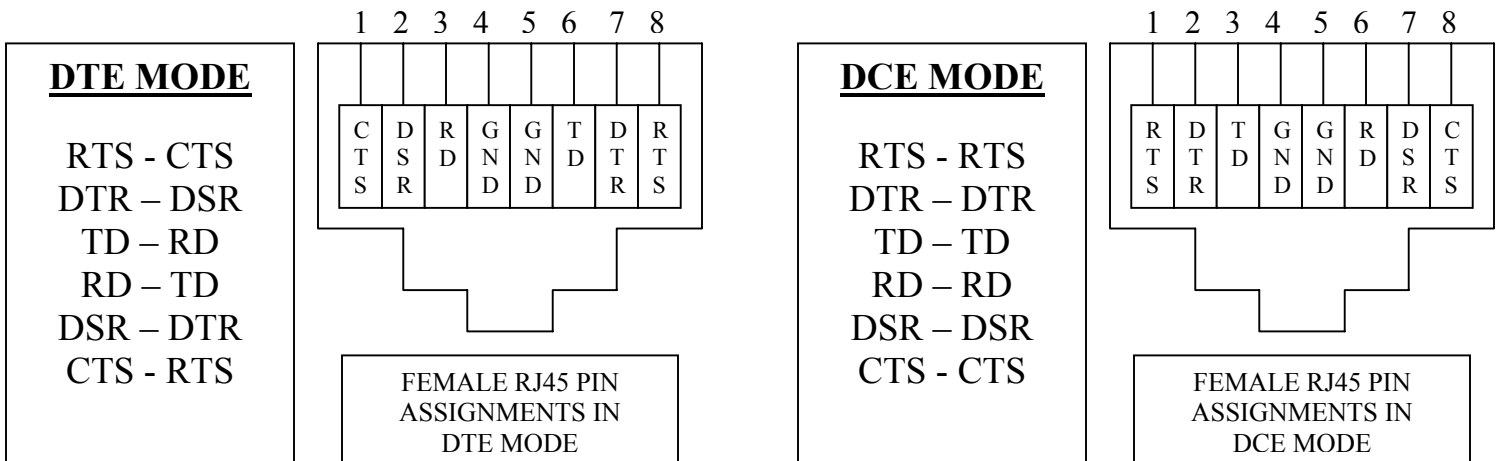 1 2 3 4 5 6 7 8
DTE MODE
RTS - CTS
DTR – DSR
TD – RD
RD – TD
DSR – DTR
CTS - RTS
CTS DSR RD GND GND TD DTR RTS
FEMALE RJ45 PIN
ASSIGNMENTS IN
DTE MODE
1 2 3 4 5 6 7 8
DCE MODE
RTS - RTS
DTR – DTR
TD – TD
RD – RD
DSR – DSR
CTS - CTS
RTS DTR TD GND GND RD DSR CTS
FEMALE RJ45 PIN
ASSIGNMENTS IN
DCE MODE